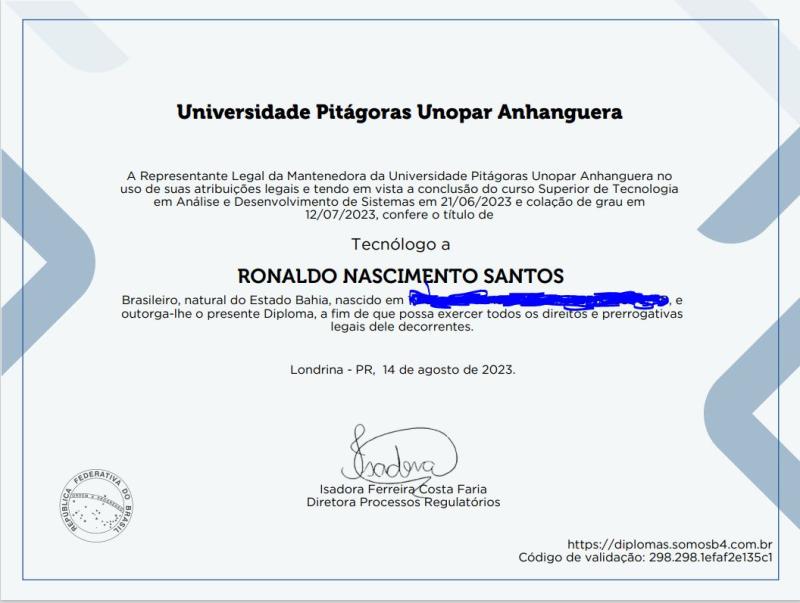 Universidade Pitágoras Unopar Anhanguera
A Representante Legal da Mantenedora da Universidade Pitágoras Unopar Anhanguera no
uso de suas atribuições legais e tendo em vista a conclusão do curso Superior de Tecnologia
em Análise e Desenvolvimento de Sistemas em 21/06/2023 e colação de grau em
12/07/2023, confere o título de
Tecnólogo a
RONALDO NASCIMENTO SANTOS
Brasileiro, natural do Estado Bahia, nascido em , e
outorga-lhe o presente Diploma, a fim de que possa exercer todos os direitos e prerrogativas
legais dele decorrentes.
Londrina - PR, 14 de agosto de 2023.
Isadora
Isadora Ferreira Costa Faria
Diretora Processos Regulatórios
REPÚBLICA FEDERATIVA DO BRASIL
ORDEM E PROGRESSO
https://diplomas.somosb4.com.br
Código de validação: 298.298.1efaf2e135c1